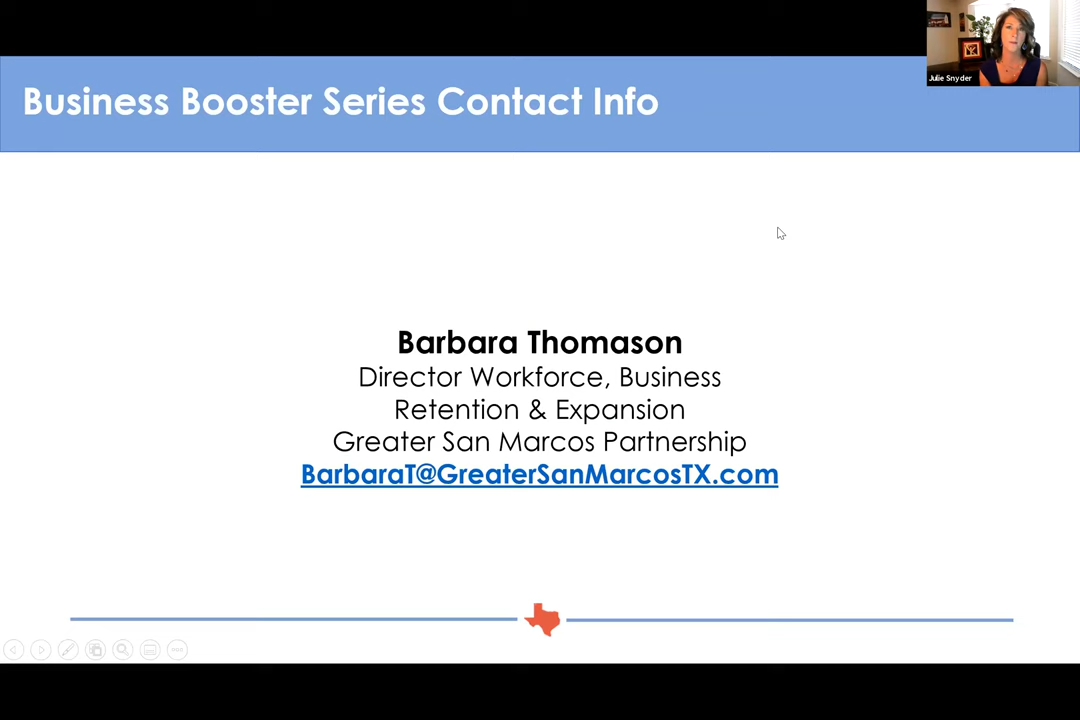 Business Booster Series Contact Info
Julie Snyder
Barbara Thomason
Director Workforce, Business
Retention & Expansion
Greater San Marcos Partnership
BarbaraT@GreaterSanMarcosTX.com